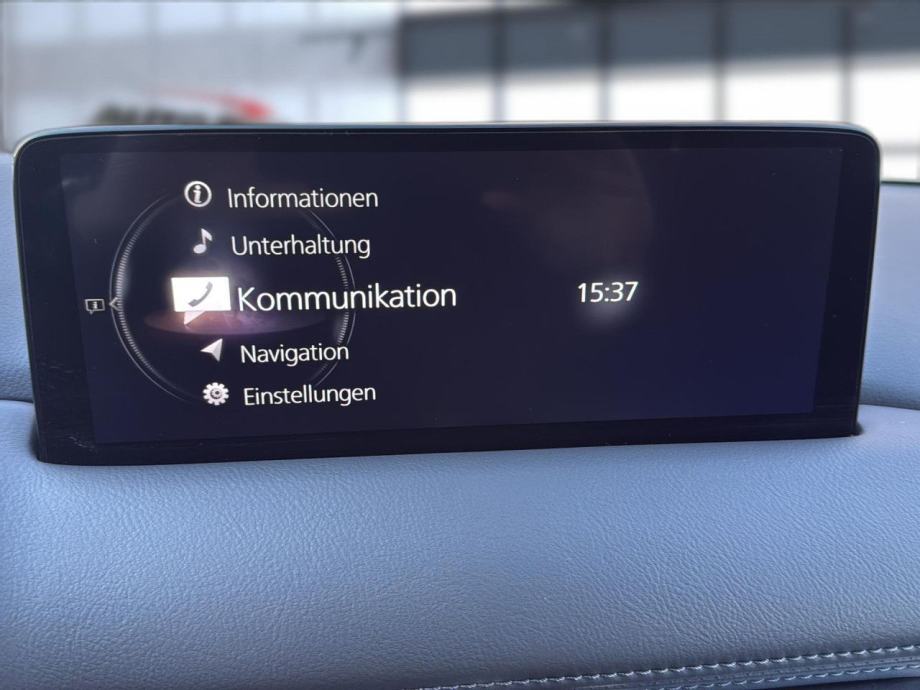 Informationen
Unterhaltung
Kommunikation
15:37
Navigation
Einstellungen